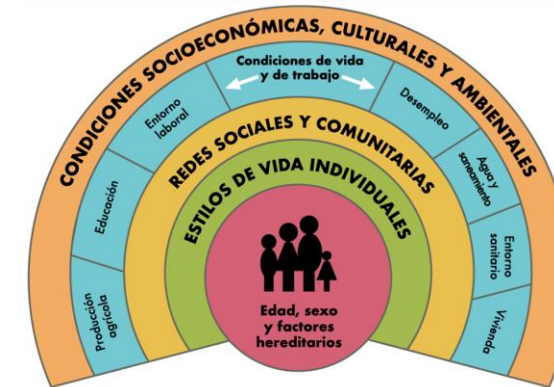 CONDICIONES SOCIOECONÓMICAS, CULTURALES Y AMBIENTALES
Condiciones de vida
y de trabajo
Producción
agrícola
Educación
Entorno
laboral
Desempleo
Agua y
saneamiento
Entorno
sanitario
Vivienda
REDES SOCIALES Y COMUNITARIAS
ESTILOS DE VIDA INDIVIDUALES
Edad, sexo
y factores
hereditarios